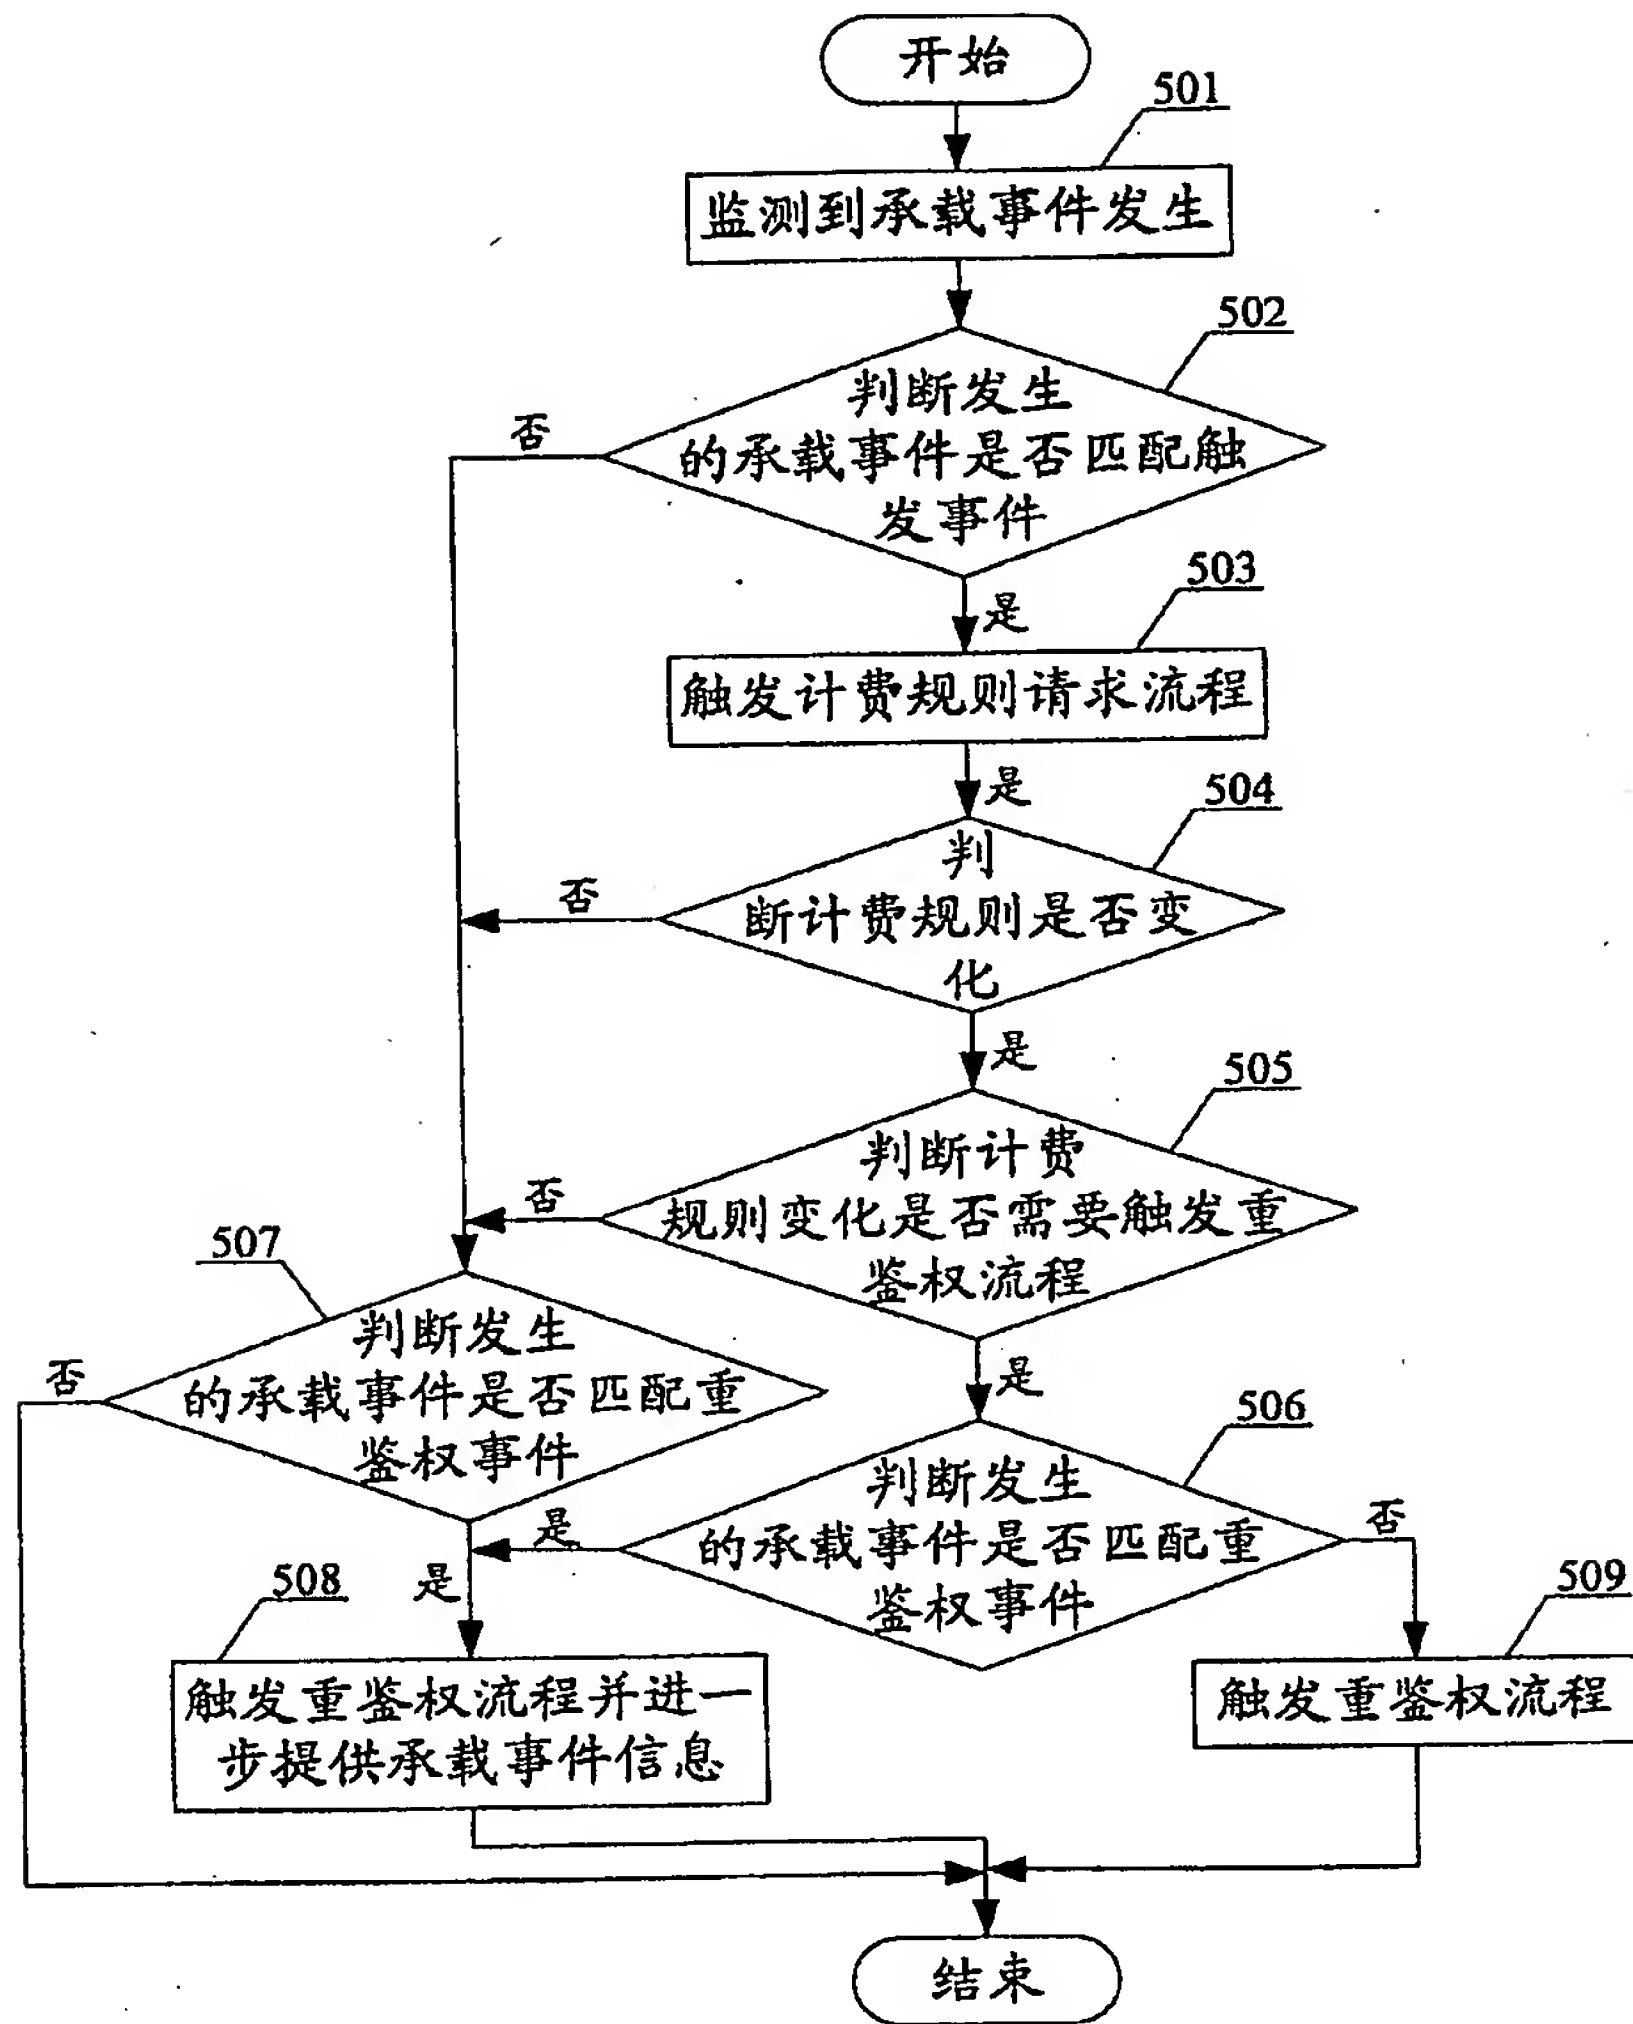 开始
501
监测到承载事件发生
502
判断发生
的承载事件是否匹配触
发事件
否
是
503
触发计费规则请求流程
是
504
判
断计费规则是否变
化
否
是
505
判断计费
规则变化是否需要触发重
鉴权流程
否
是
507
判断发生
的承载事件是否匹配重
鉴权事件
否
是
506
判断发生
的承载事件是否匹配重
鉴权事件
是
否
508
触发重鉴权流程并进一
步提供承载事件信息
509
触发重鉴权流程
结束